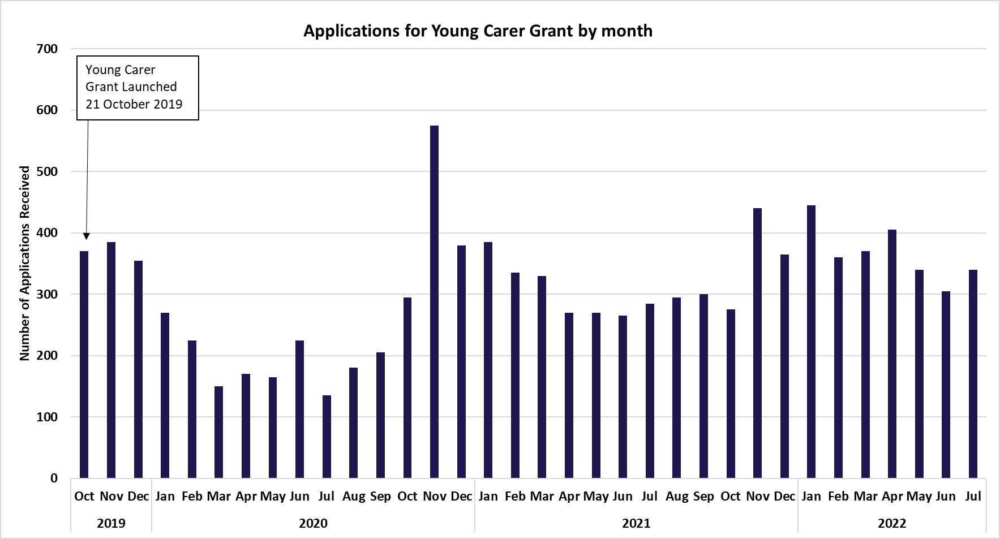 Applications for Young Carer Grant by month
Number of Applications Received
700
600
500
400
300
200
100
0
Young Carer
Grant Launched
21 October 2019
Oct Nov Dec Jan Feb Mar Apr May Jun Jul Aug Sep Oct Nov Dec Jan Feb Mar Apr May Jun Jul Aug Sep Oct Nov Dec Jan Feb Mar Apr May Jun Jul
2019 2020 2021 2022